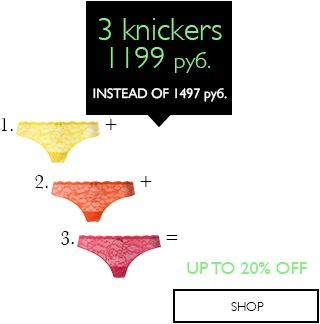 3 knickers
1199 руб.
INSTEAD OF 1497 руб.
1. +
2. +
3. =
UP TO 20% OFF
SHOP